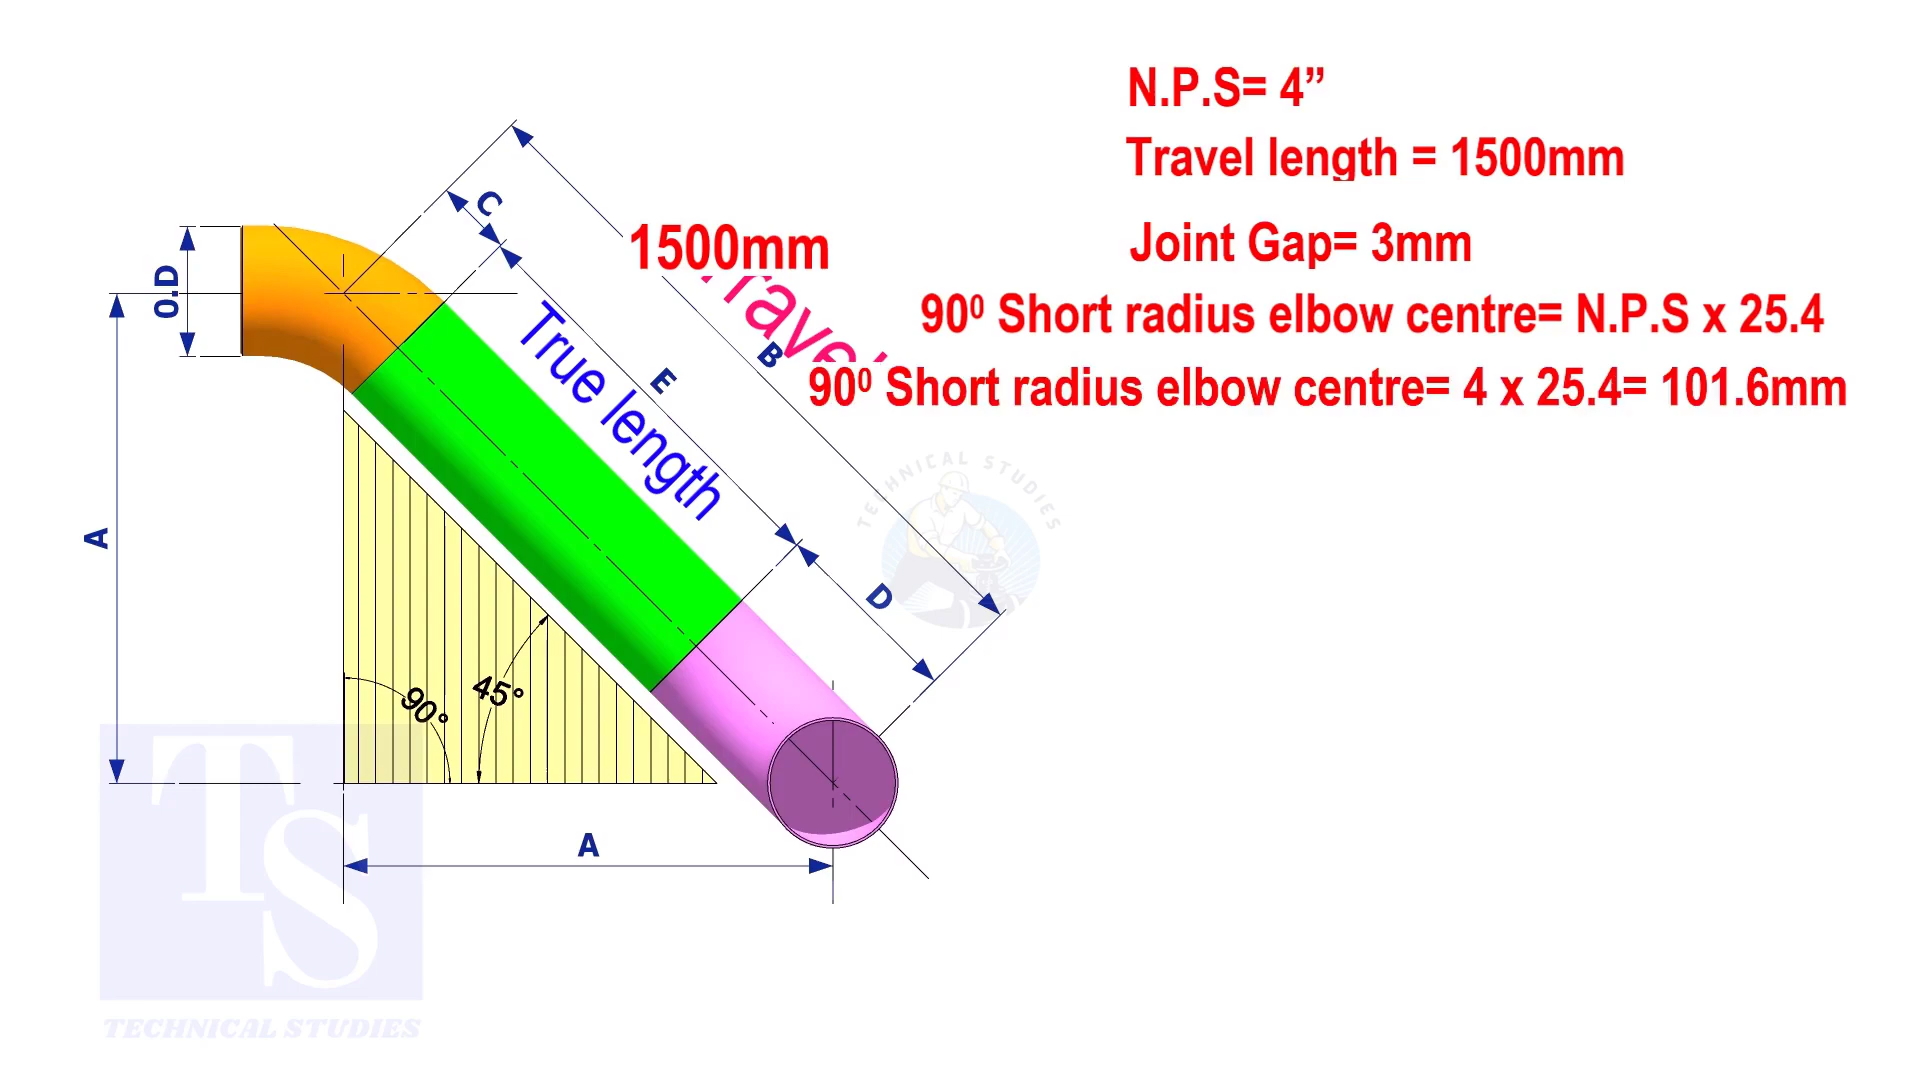 N.P.S= 4”
Travel length = 1500mm
1500mm
Joint Gap= 3mm
90⁰ Short radius elbow centre= N.P.S x 25.4
90⁰ Short radius elbow centre= 4 x 25.4= 101.6mm
C
O.D
True length
E
B
TECHNICAL STUDIES
A
D
90°
45°
A
TS
TECHNICAL STUDIES